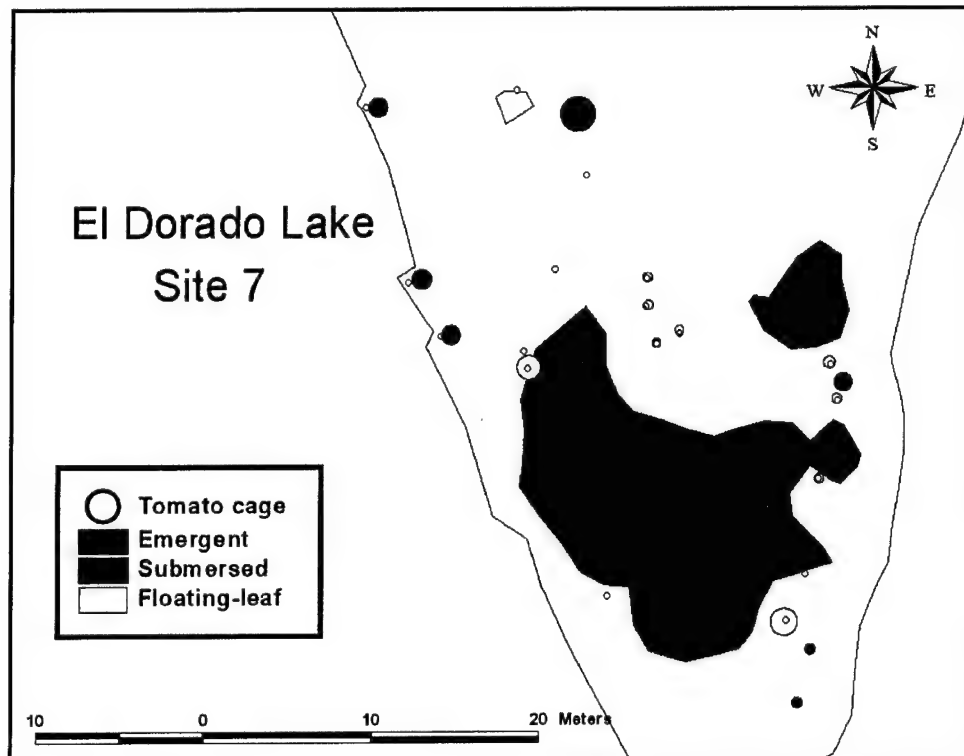 N
W E
S
El Dorado Lake
Site 7
Tomato cage
Emergent
Submersed
Floating-leaf
10 0 10 20 Meters